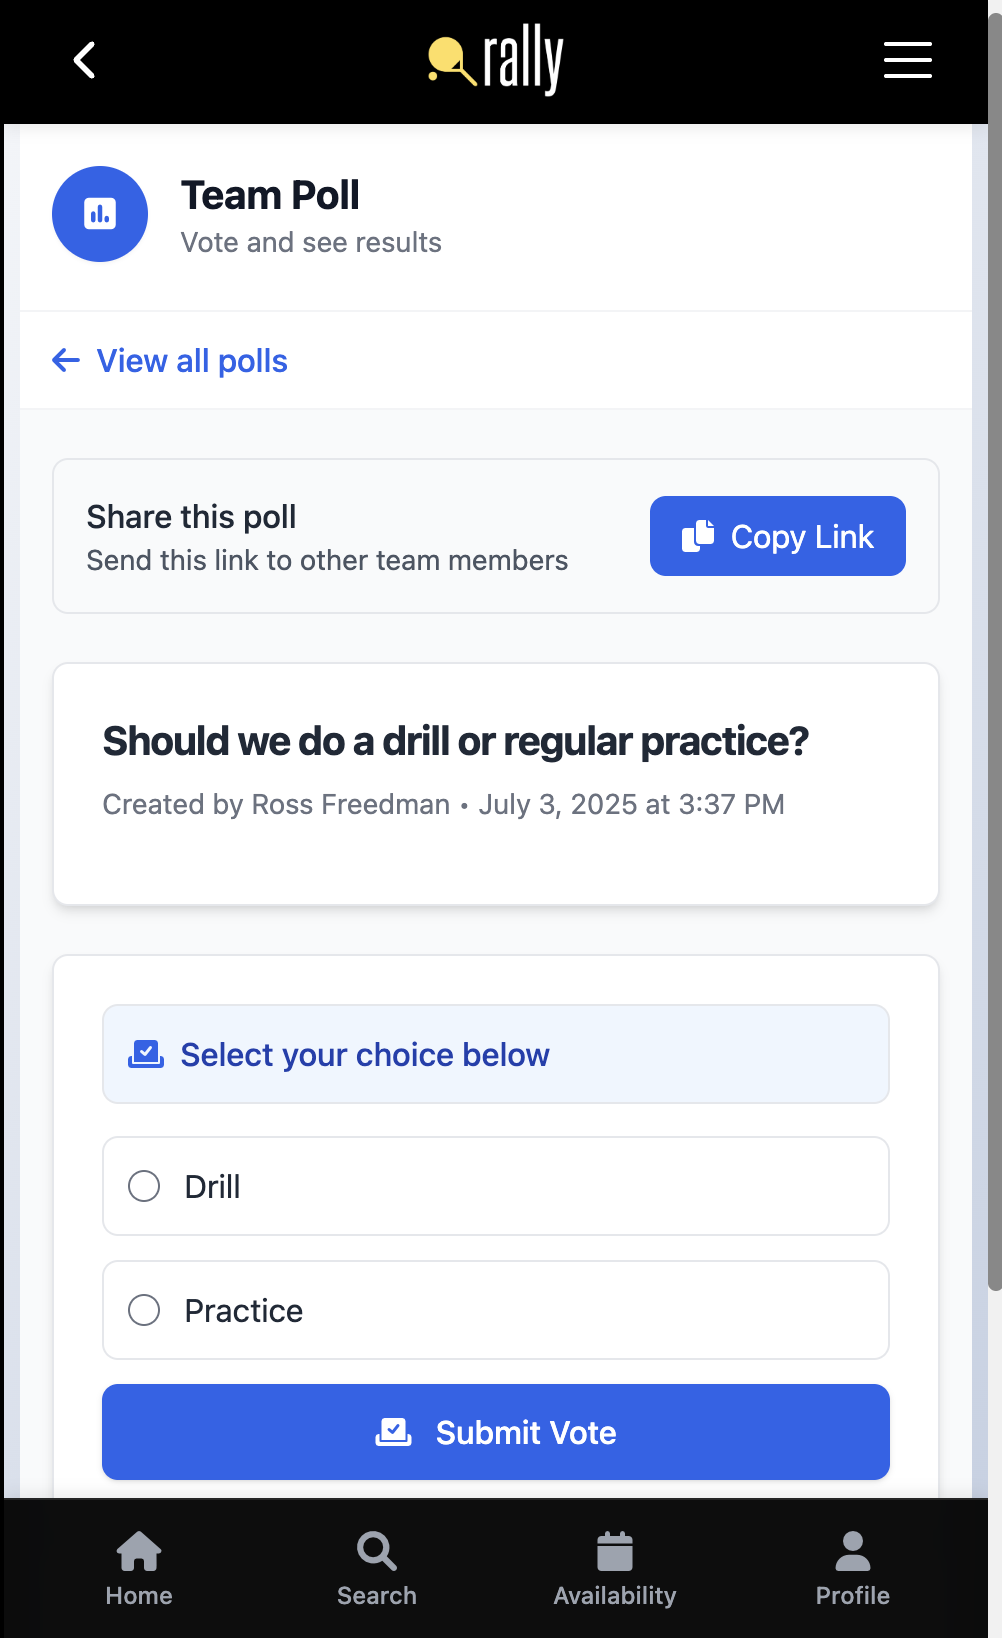 rally
Team Poll
Vote and see results
View all polls
Share this poll
Send this link to other team members
Copy Link
Should we do a drill or regular practice?
Created by Ross Freedman • July 3, 2025 at 3:37 PM
Select your choice below
Drill
Practice
Submit Vote
Home
Search
Availability
Profile